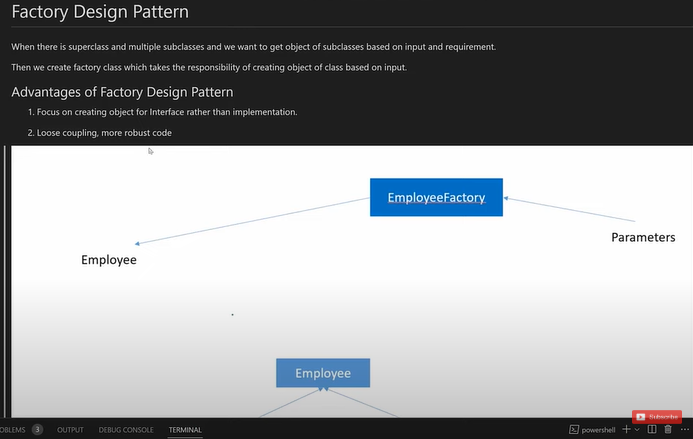 Factory Design Pattern
When there is superclass and multiple subclasses and we want to get object of subclasses based on input and requirement.
Then we create factory class which takes the responsibility of creating object of class based on input.
Advantages of Factory Design Pattern
1. Focus on creating object for Interface rather than implementation.
2. Loose coupling, more robust code
EmployeeFactory
Parameters
Employee
Employee
Subscribe
OBLEMS 3 OUTPUT DEBUG CONSOLE TERMINAL powershell